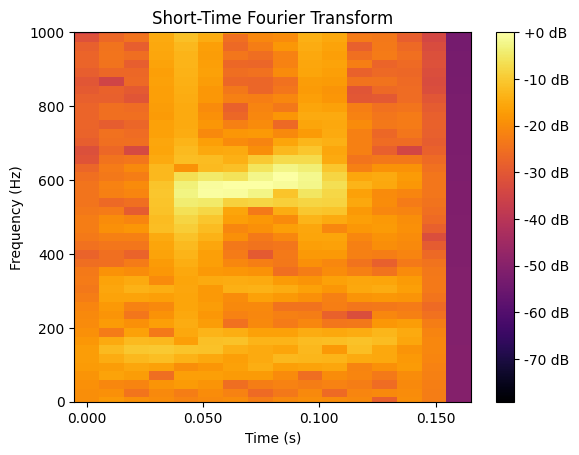 Short-Time Fourier Transform
1000
800
600
400
200
0
Frequency (Hz)
0.000
0.050
0.100
0.150
Time (s)
+0 dB
-10 dB
-20 dB
-30 dB
-40 dB
-50 dB
-60 dB
-70 dB